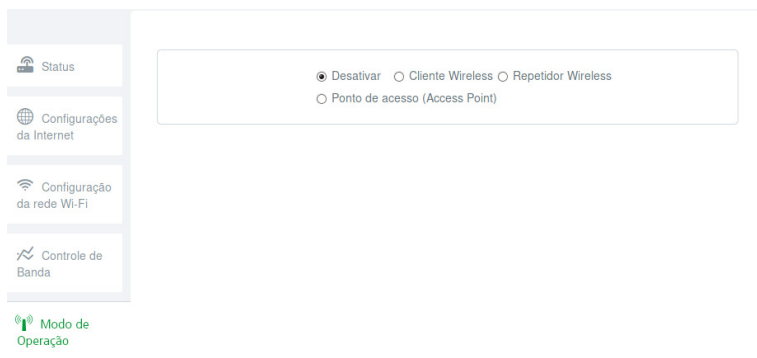 Status
Configurações
da Internet
Configuração
da rede Wi-Fi
Controle de
Banda
Modo de
Operação
Desativar Cliente Wireless Repetidor Wireless
Ponto de acesso (Access Point)